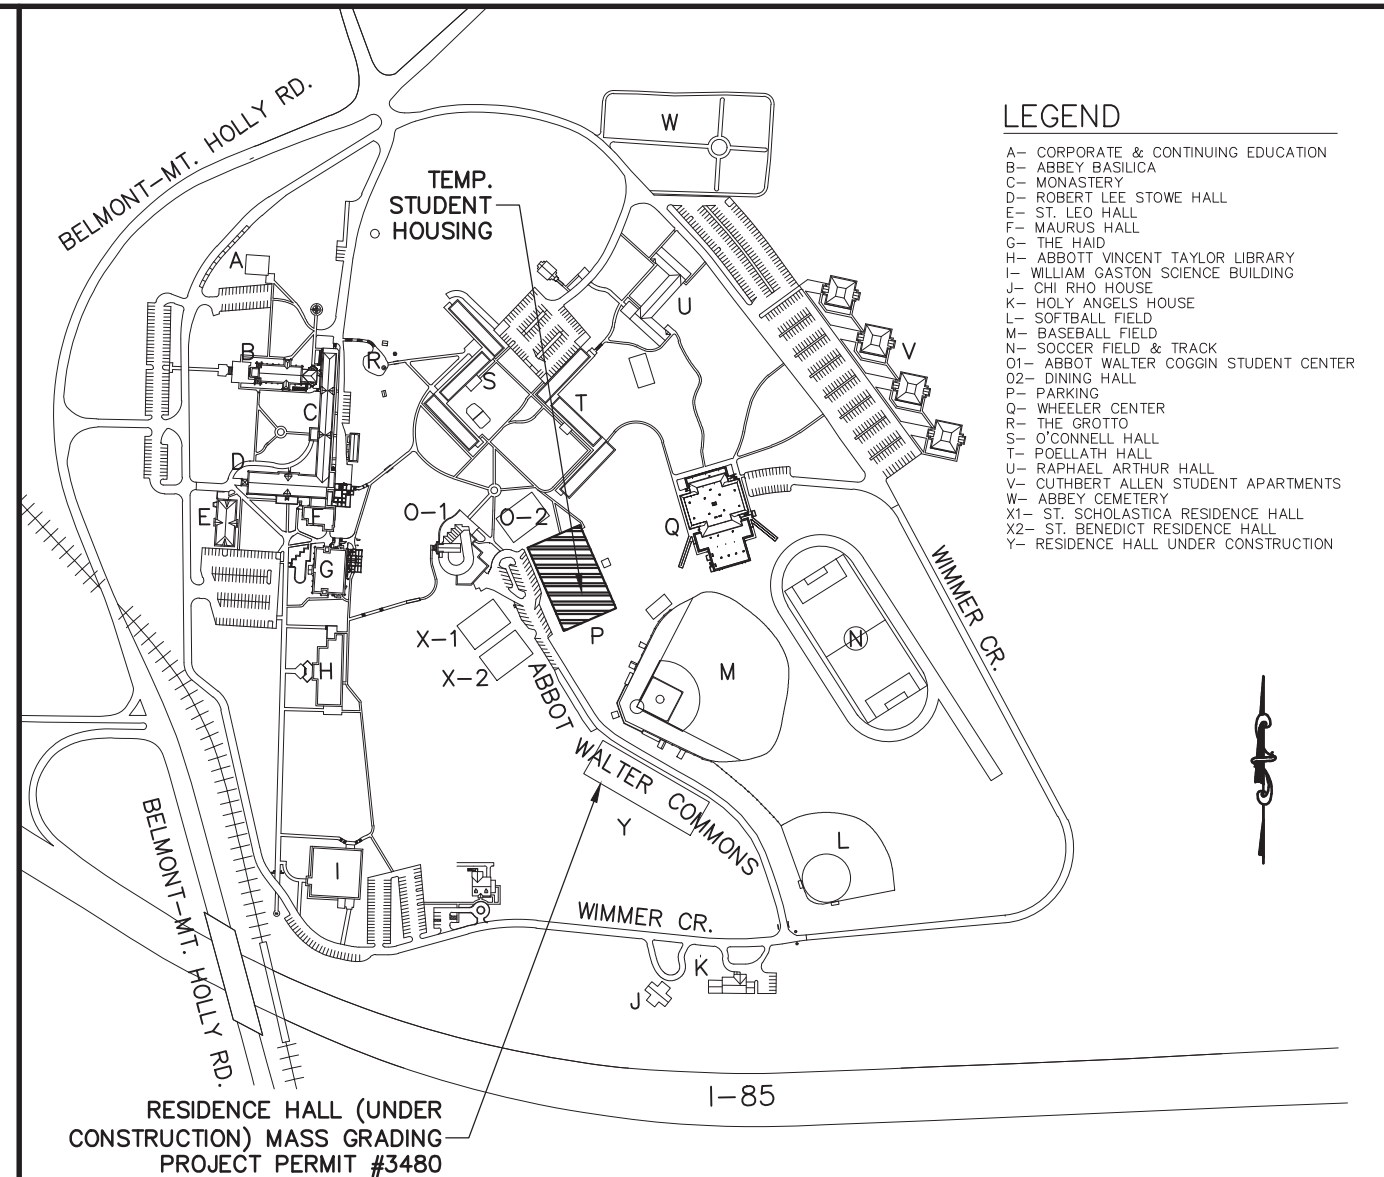 BELMONT-MT. HOLLY RD.
TEMP.
STUDENT
HOUSING
W
A
B
C
D
E
F
G
H
I
R
S
T
U
V
O-1
O-2
Q
P
X-1
X-2
M
N
L
Y
J
K
ABBOT WALTER COMMONS
WIMMER CR.
WIMMER CR.
BELMONT-MT. HOLLY RD.
I-85
RESIDENCE HALL (UNDER
CONSTRUCTION) MASS GRADING
PROJECT PERMIT #3480
LEGEND
A- CORPORATE & CONTINUING EDUCATION
B- ABBEY BASILICA
C- MONASTERY
D- ROBERT LEE STOWE HALL
E- ST. LEO HALL
F- MAURUS HALL
G- THE HAID
H- ABBOTT VINCENT TAYLOR LIBRARY
I- WILLIAM GASTON SCIENCE BUILDING
J- CHI RHO HOUSE
K- HOLY ANGELS HOUSE
L- SOFTBALL FIELD
M- BASEBALL FIELD
N- SOCCER FIELD & TRACK
O1- ABBOT WALTER COGGIN STUDENT CENTER
O2- DINING HALL
P- PARKING
Q- WHEELER CENTER
R- THE GROTTO
S- O'CONNELL HALL
T- POELLATH HALL
U- RAPHAEL ARTHUR HALL
V- CUTHBERT ALLEN STUDENT APARTMENTS
W- ABBEY CEMETERY
X1- ST. SCHOLASTICA RESIDENCE HALL
X2- ST. BENEDICT RESIDENCE HALL
Y- RESIDENCE HALL UNDER CONSTRUCTION